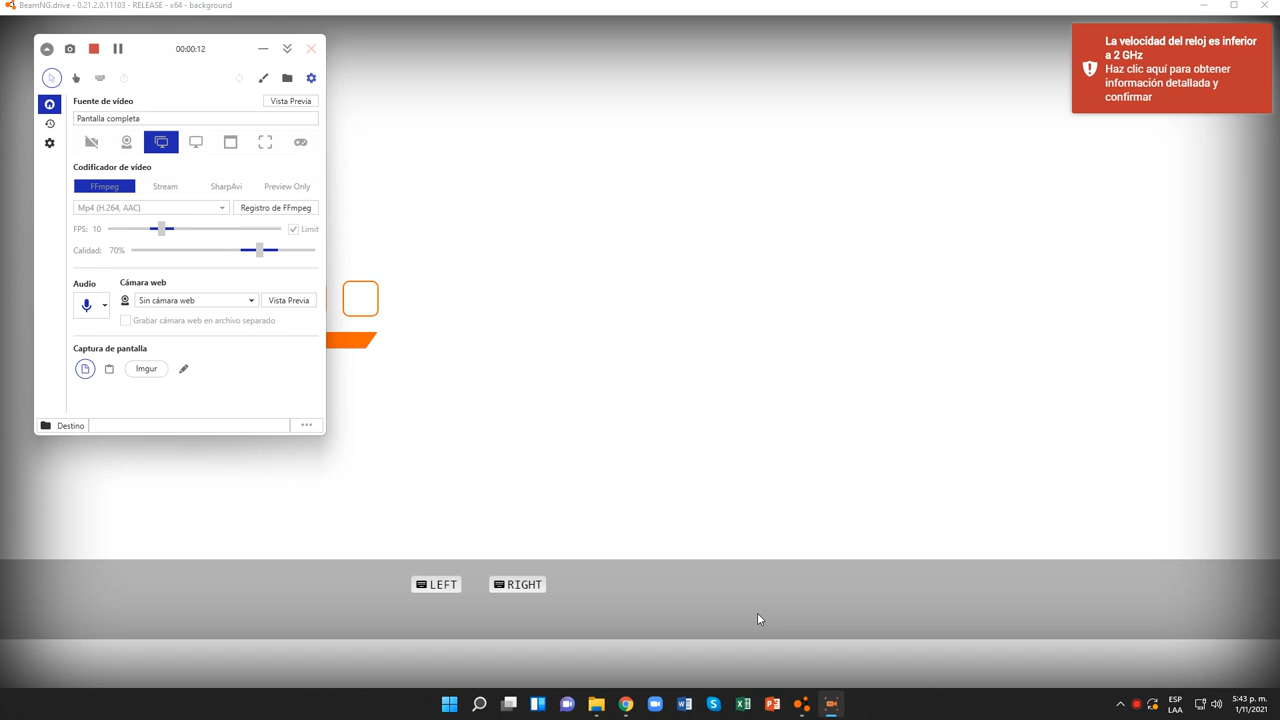 BeamNG.drive - 0.21.2.0.11103 - RELEASE - x64 - background
00:00:12
Fuente de vídeo
Vista Previa
Pantalla completa
Codificador de vídeo
FFmpeg
Stream
SharpAvi
Preview Only
Mp4 (H.264, AAC)
Registro de FFmpeg
FPS: 10
Limit
Calidad: 70%
Audio
Cámara web
Sin cámara web
Vista Previa
Grabar cámara web en archivo separado
Captura de pantalla
Imgur
Destino
...
La velocidad del reloj es inferior
a 2 GHz
Haz clic aquí para obtener
información detallada y
confirmar
LEFT
RIGHT
ESP
LAA
5:43 p. m.
1/11/2021